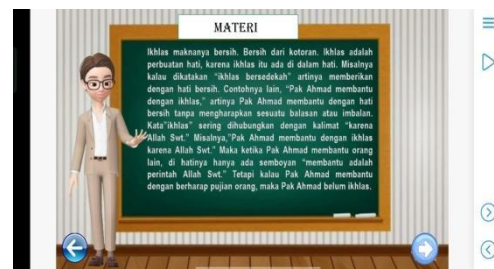 MATERI
Ikhlas maknanya bersih. Bersih dari kotoran. Ikhlas adalah
perbuatan hati, karena ikhlas itu ada di dalam hati. Misalnya
kalau dikatakan “ikhlas bersedekah” artinya memberikan
dengan hati bersih. Contohnya lain, “Pak Ahmad membantu
dengan ikhlas,” artinya Pak Ahmad membantu dengan hati
bersih tanpa mengharapkan sesuatu balasan atau imbalan.
Kata"ikhlas” sering dihubungkan dengan kalimat “karena
Allah Swt.” Misalnya,”Pak Ahmad membantu dengan ikhlas
karena Allah Swt.” Maka ketika Pak Ahmad membantu orang
lain, di hatinya hanya ada semboyan “membantu adalah
perintah Allah Swt.” Tetapi kalau Pak Ahmad membantu
dengan berharap pujian orang, maka Pak Ahmad belum ikhlas.